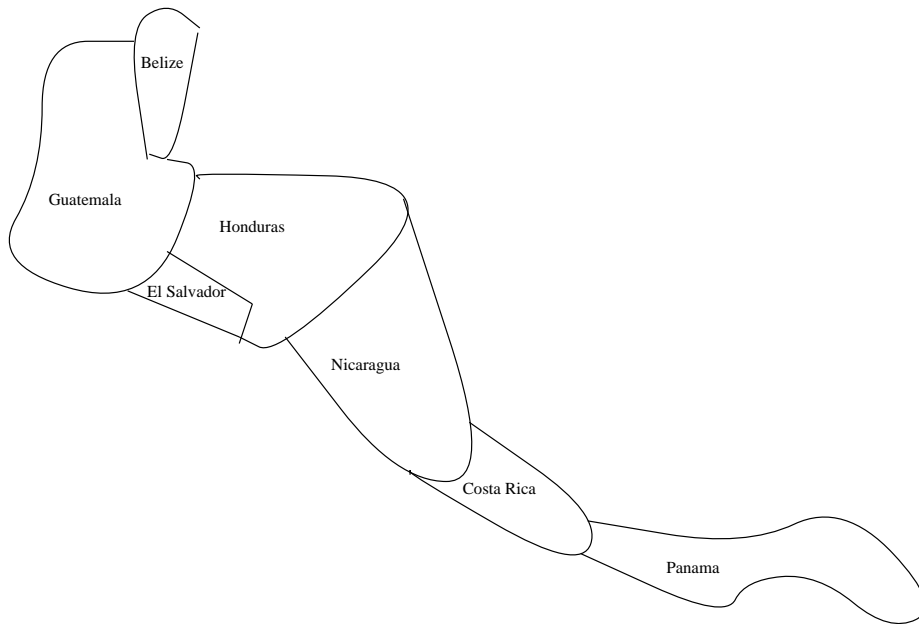 Belize
Guatemala
Honduras
El Salvador
Nicaragua
Costa Rica
Panama